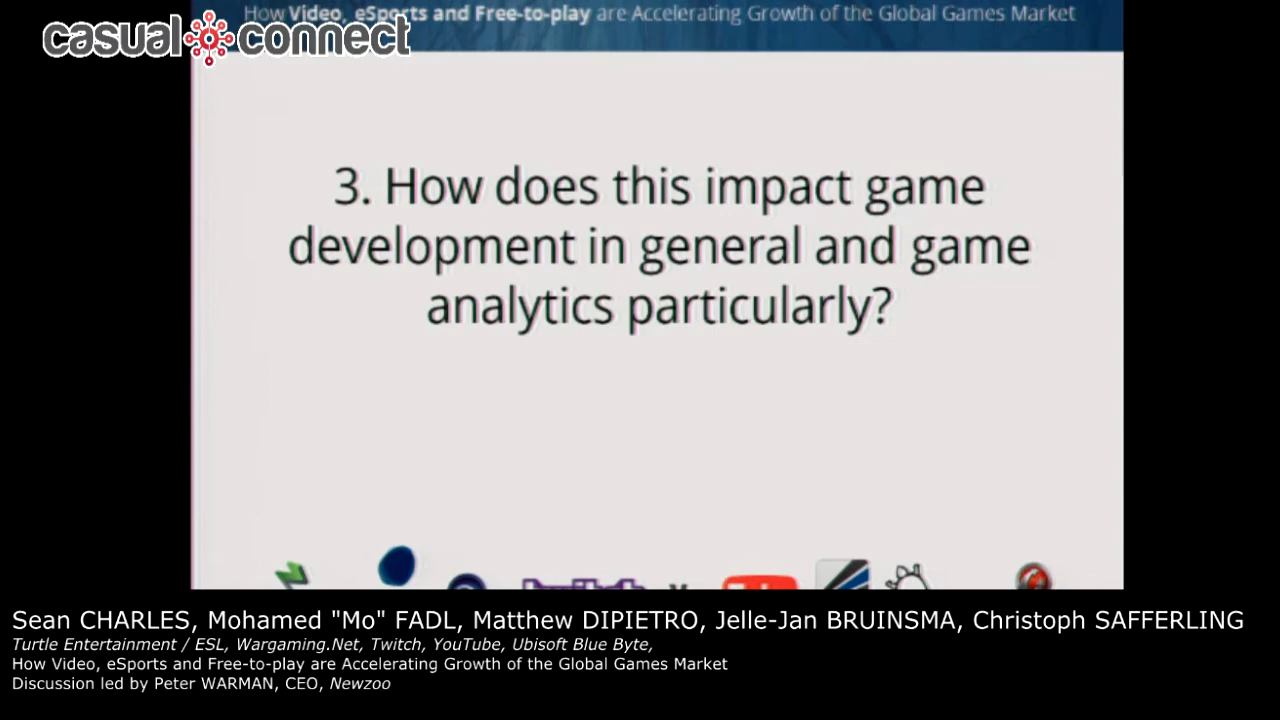 How Video, eSports and Free-to-play are Accelerating Growth of the Global Games Market
casual connect
3. How does this impact game
development in general and game
analytics particularly?
Sean CHARLES, Mohamed "Mo" FADL, Matthew DIPIETRO, Jelle-Jan BRUINSMA, Christoph SAFFERLING
Turtle Entertainment / ESL, Wargaming.Net, Twitch, YouTube, Ubisoft Blue Byte,
How Video, eSports and Free-to-play are Accelerating Growth of the Global Games Market
Discussion led by Peter WARMAN, CEO, Newzoo